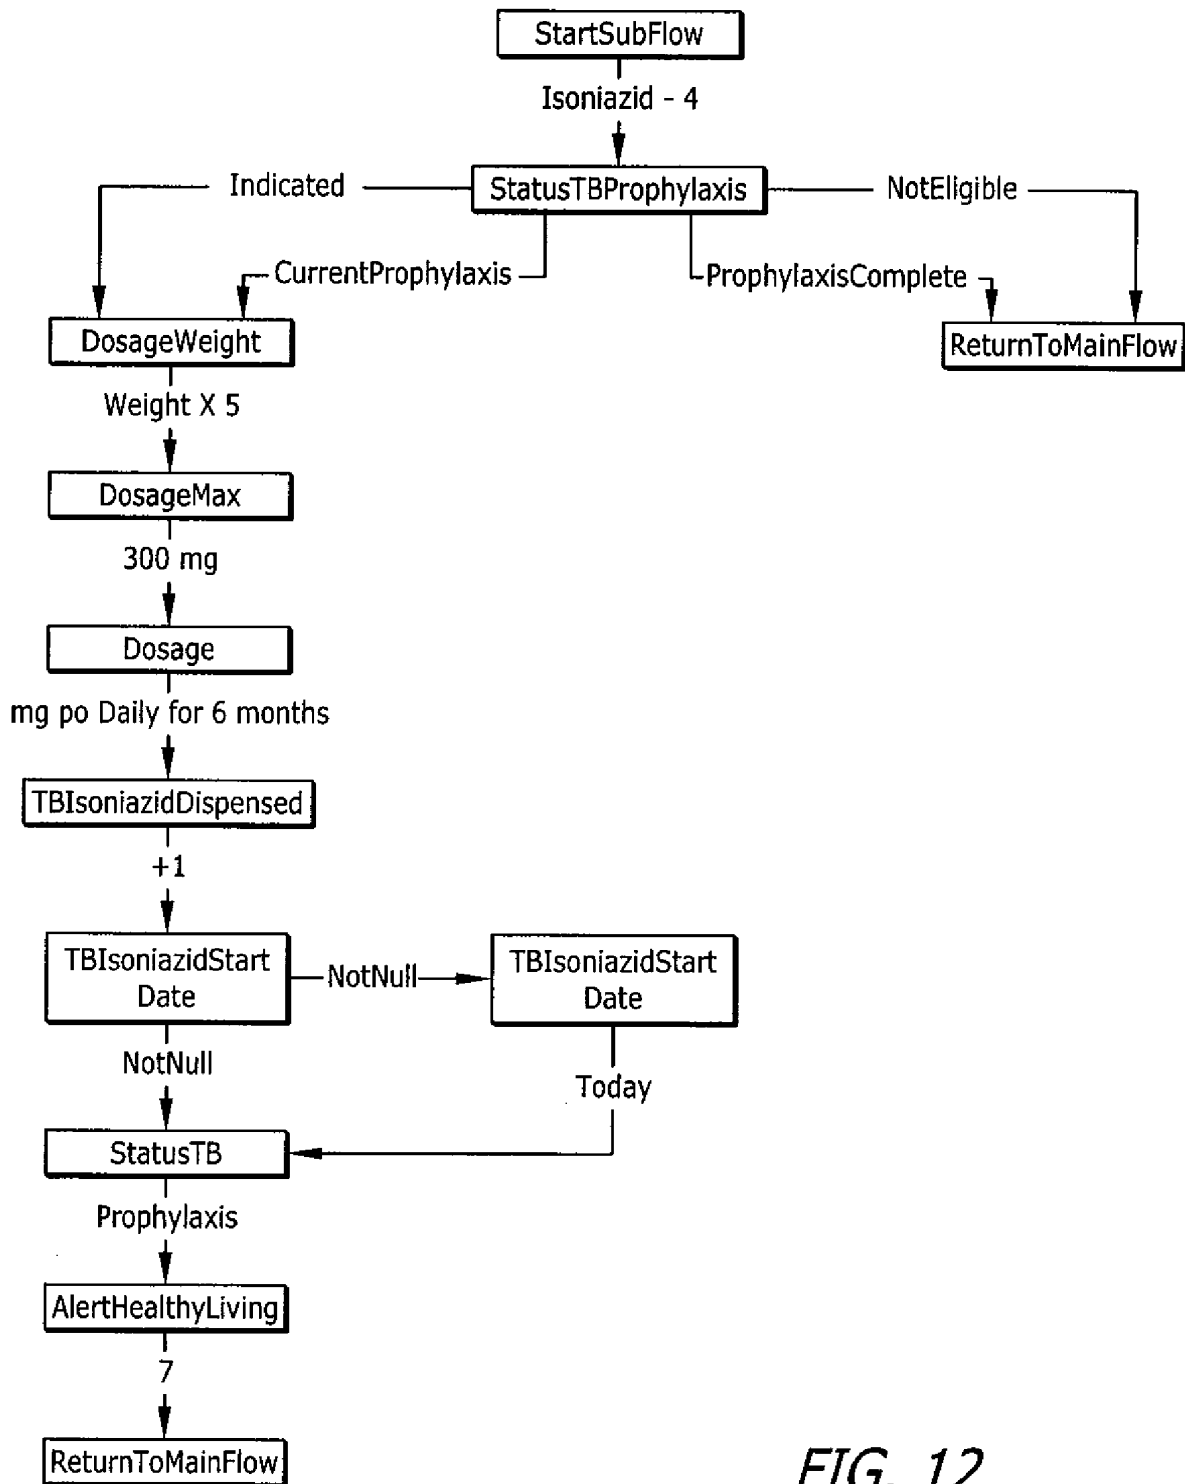 StartSubFlow
Isoniazid - 4
Indicated
StatusTBProphylaxis
NotEligible
CurrentProphylaxis
ProphylaxisComplete
DosageWeight
ReturnToMainFlow
Weight X 5
DosageMax
300 mg
Dosage
mg po Daily for 6 months
TBIsoniazidDispensed
+1
TBIsoniazidStart
Date
NotNull
TBIsoniazidStart
Date
NotNull
Today
StatusTB
Prophylaxis
AlertHealthyLiving
7
ReturnToMainFlow
FIG. 12